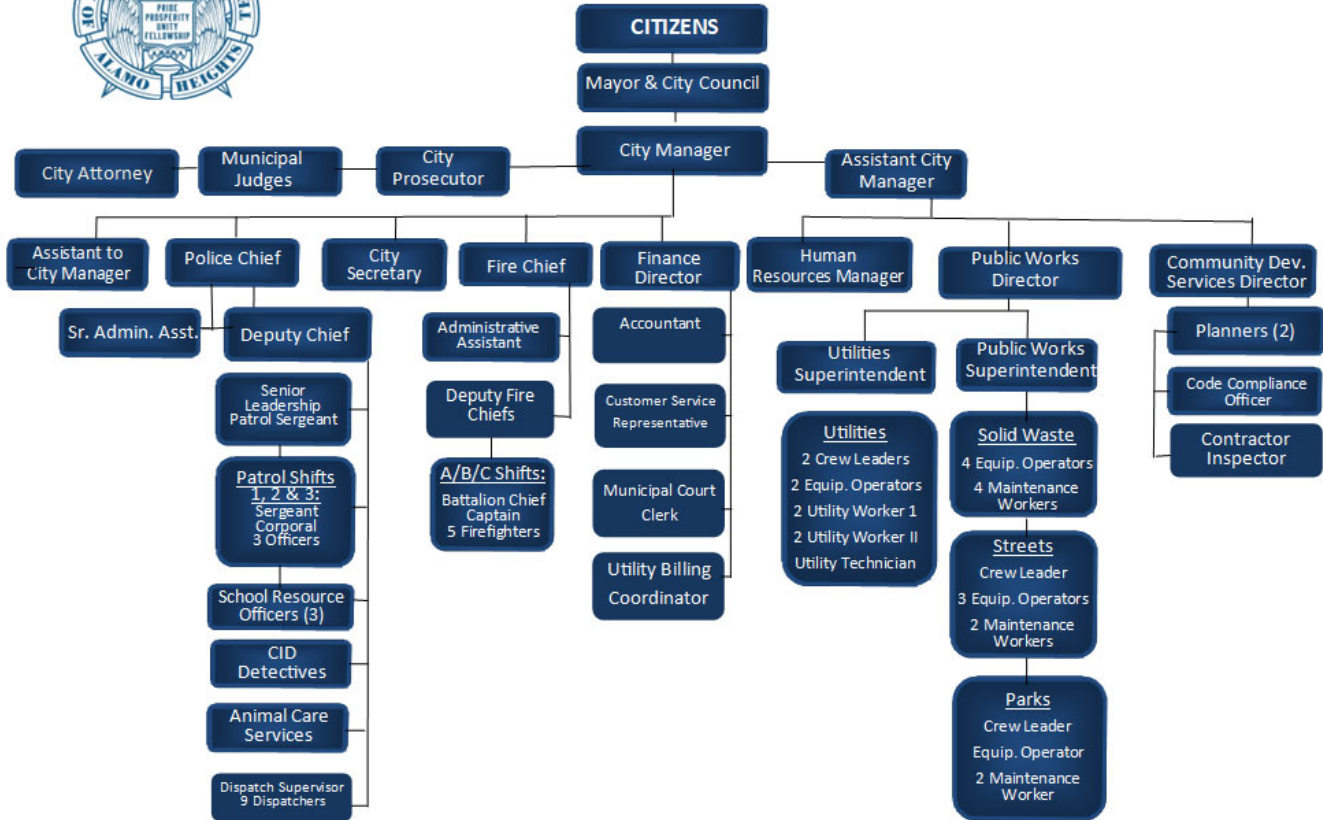 PRIDE
PROSPERITY
UNITY
FELLOWSHIP
ALAMO HEIGHTS
CITIZENS
Mayor & City Council
City Manager
City Attorney
Municipal
Judges
City
Prosecutor
Assistant City
Manager
Assistant to
City Manager
Police Chief
City
Secretary
Fire Chief
Finance
Director
Human
Resources Manager
Public Works
Director
Community Dev.
Services Director
Sr. Admin. Asst.
Deputy Chief
Senior
Leadership
Patrol Sergeant
Patrol Shifts
1, 2 & 3:
Sergeant
Corporal
3 Officers
School Resource
Officers (3)
CID
Detectives
Animal Care
Services
Dispatch Supervisor
9 Dispatchers
Administrative
Assistant
Deputy Fire
Chiefs
A/B/C Shifts:
Battalion Chief
Captain
5 Firefighters
Accountant
Customer Service
Representative
Municipal Court
Clerk
Utility Billing
Coordinator
Utilities
Superintendent
Utilities
2 Crew Leaders
2 Equip. Operators
2 Utility Worker 1
2 Utility Worker II
Utility Technician
Public Works
Superintendent
Solid Waste
4 Equip. Operators
4 Maintenance
Workers
Streets
Crew Leader
3 Equip. Operators
2 Maintenance
Workers
Parks
Crew Leader
Equip. Operator
2 Maintenance
Worker
Planners (2)
Code Compliance
Officer
Contractor
Inspector